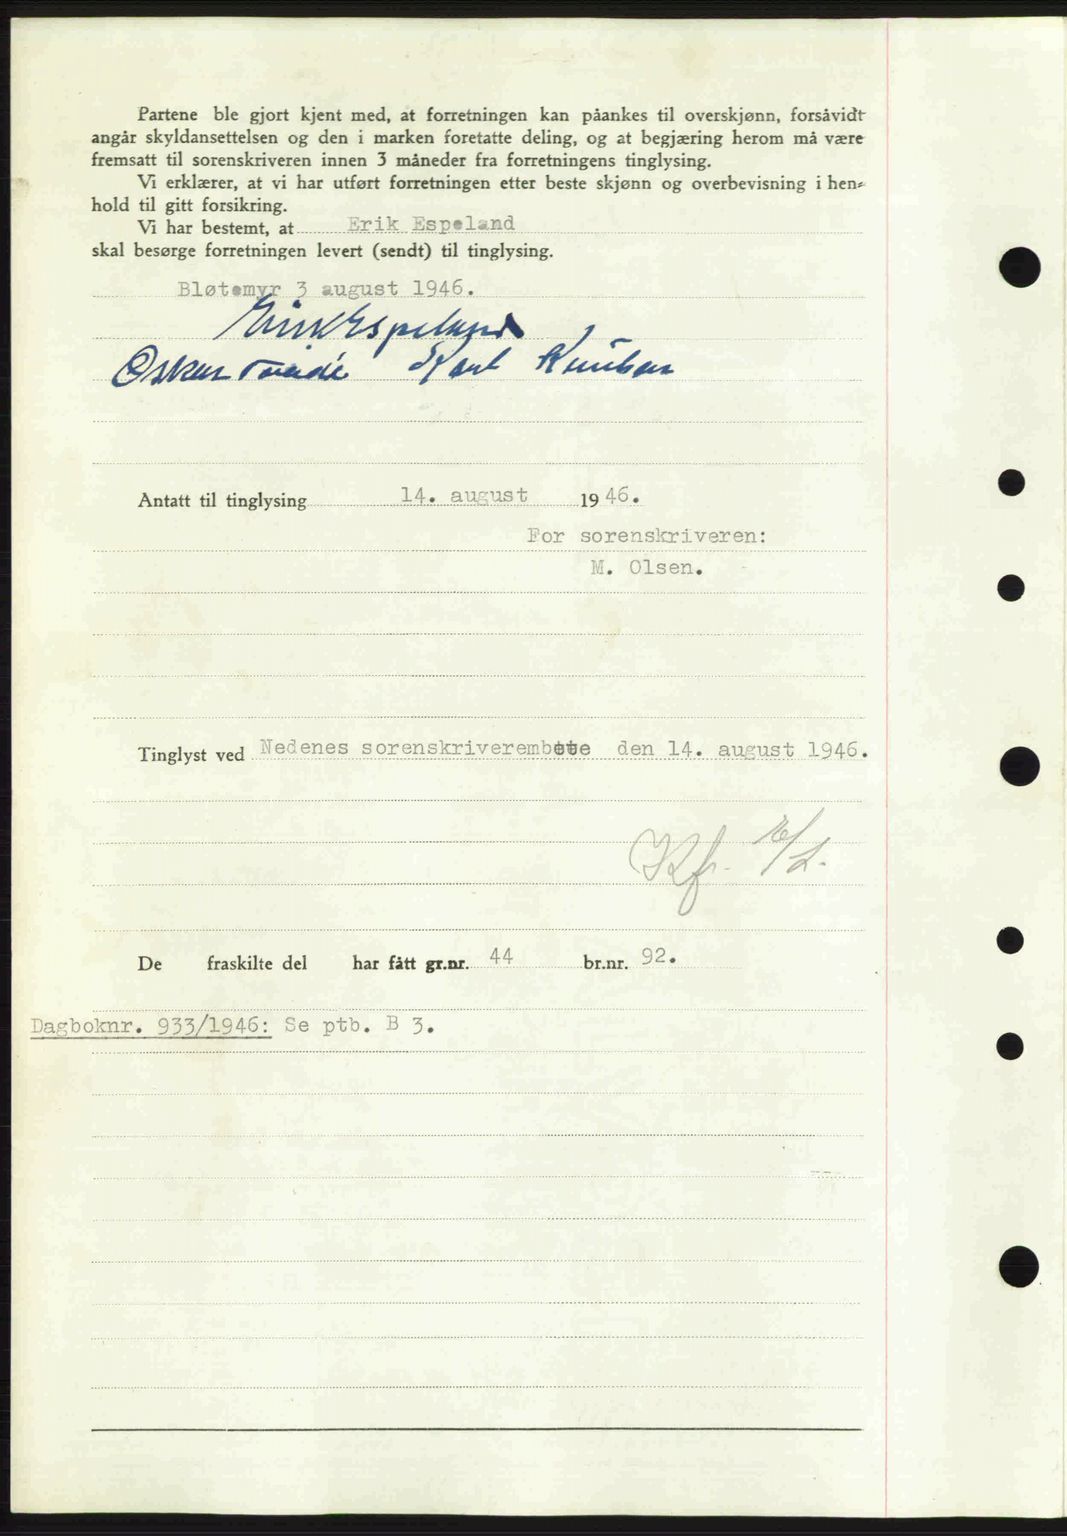 Partene ble gjort kjent med, at forretningen kan påankes til overskjønn, forsåvidt
angår skyldansettelsen og den i marken foretatte deling, og at begjæring herom må være
fremsatt til sorenskriveren innen 3 måneder fra forretningens tinglysing.
Vi erklærer, at vi har utført forretningen etter beste skjønn og overbevisning i hen-
hold til gitt forsikring.
Vi har bestemt, at Erik Espeland
skal besørge forretningen levert (sendt) til tinglysing.
Bløtemyr 3 august 1946.
Erik Espeland
Oskar Karl Knutsen
Antatt til tinglysing 14. august 1946.
For sorenskriveren:
M. Olsen.
Tinglyst ved Nedenes sorenskriverembete den 14. august 1946.
Kf.
De fraskilte del har fått gr.nr. 44 br.nr. 92.
Dagboknr. 933/1946: Se ptb. B 3.